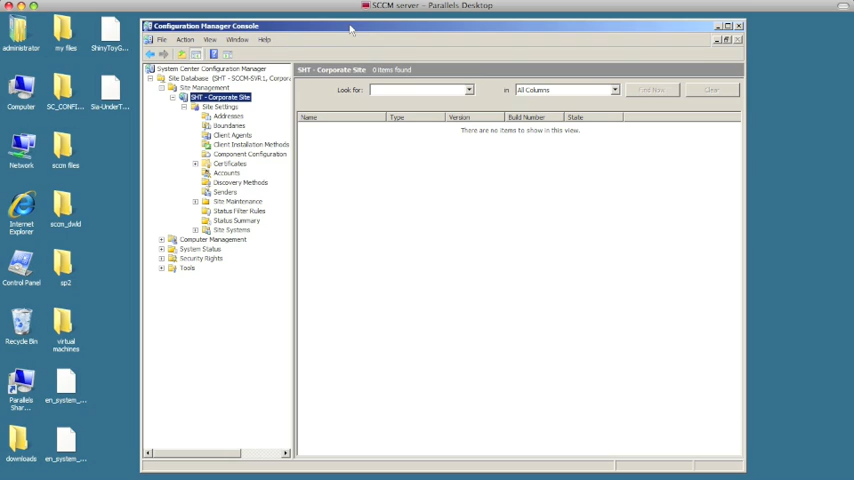 SCCM server - Parallels Desktop
administrator
my files
ShinyToyG...
Computer
SC_CONFI...
Sia-UnderT...
Network
sccm files
Internet
Explorer
sccm_dwld
Control Panel
sp2
Recycle Bin
virtual
machines
Parallels
Shar...
en_system_...
downloads
en_system_...
Configuration Manager Console
File Action View Window Help
System Center Configuration Manager
Site Database (SHT - SCCM-SVR1, Corpora
Site Management
SHT - Corporate Site
Site Settings
Addresses
Boundaries
Client Agents
Client Installation Methods
Component Configuration
Certificates
Accounts
Discovery Methods
Senders
Site Maintenance
Status Filter Rules
Status Summary
Site Systems
Computer Management
System Status
Security Rights
Tools
SHT - Corporate Site 0 items found
Look for: in All Columns Find Now Clear
Name Type Version Build Number State
There are no items to show in this view.